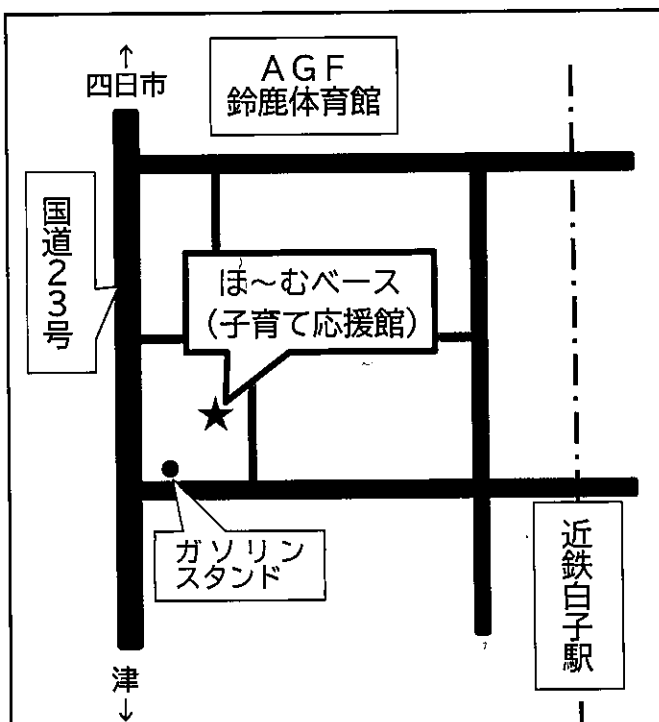 ↑
四日市
AGF
鈴鹿体育館
国道23号
ほ～むベース
（子育て応援館）
ガソリン
スタンド
近鉄白子駅
津
↓